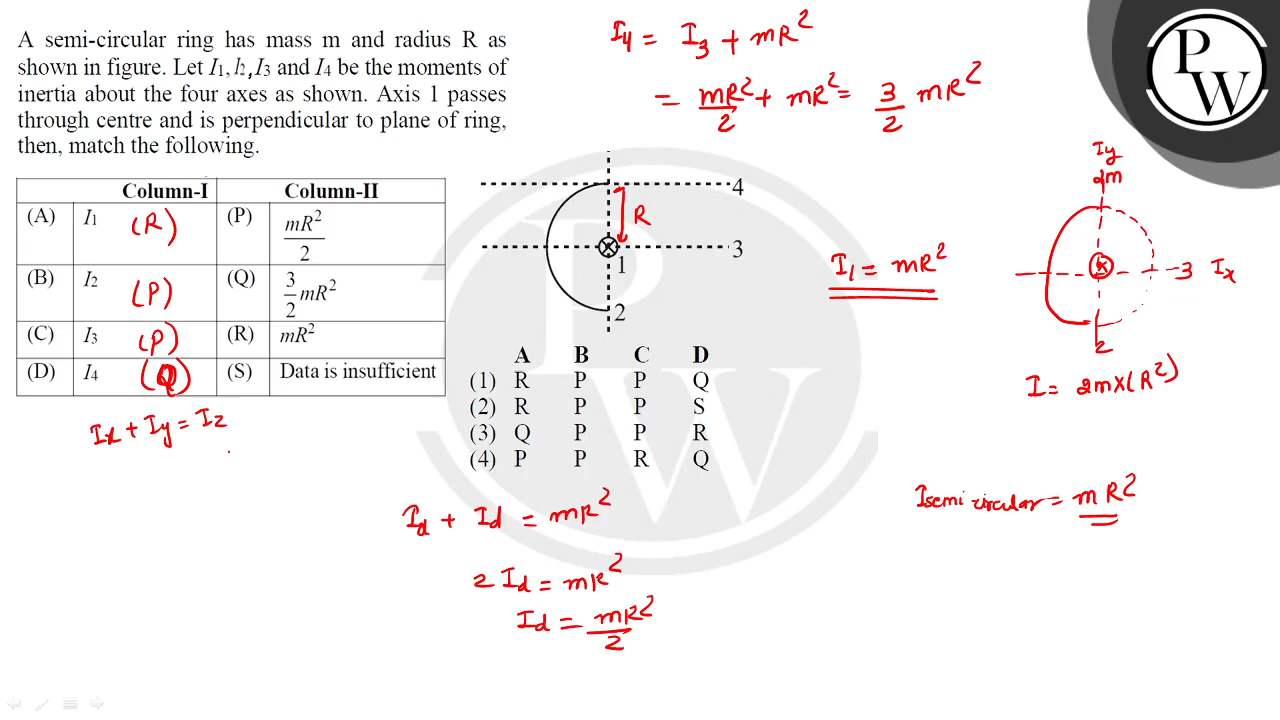 A semi-circular ring has mass m and radius R as
shown in figure. Let I₁, I₂, I₃ and I₄ be the moments of
inertia about the four axes as shown. Axis 1 passes
through centre and is perpendicular to plane of ring,
then, match the following.
Column-I Column-II
(A) I₁ (R) (P) mR²/2
(B) I₂ (P) (Q) 3/2 mR²
(C) I₃ (P) (R) mR²
(D) I₄ (Q) (S) Data is insufficient
Ix + Iy = Iz
I₄ = I₃ + mR²
= mR²/2 + mR² = 3/2 mR²
4
R
3
1
2
I₁ = mR²
A B C D
(1) R P P Q
(2) R P P S
(3) Q P P R
(4) P P R Q
Id + Id = mR²
2 Id = mR²
Id = mR²/2
P
W
Iy
2m
3 Ix
2
I = 2m×(R²)
Isemi circular = mR²
P
W